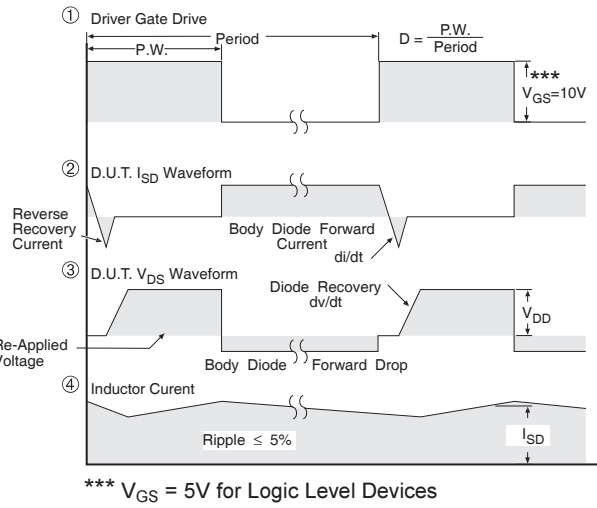 ① Driver Gate Drive
Period
P.W.
D = P.W. / Period
***
VGS=10V
② D.U.T. ISD Waveform
Reverse
Recovery
Current
Body Diode Forward
Current
di/dt
③ D.U.T. VDS Waveform
Diode Recovery
dv/dt
VDD
Re-Applied
Voltage
Body Diode Forward Drop
④ Inductor Curent
Ripple ≤ 5%
ISD
*** VGS = 5V for Logic Level Devices